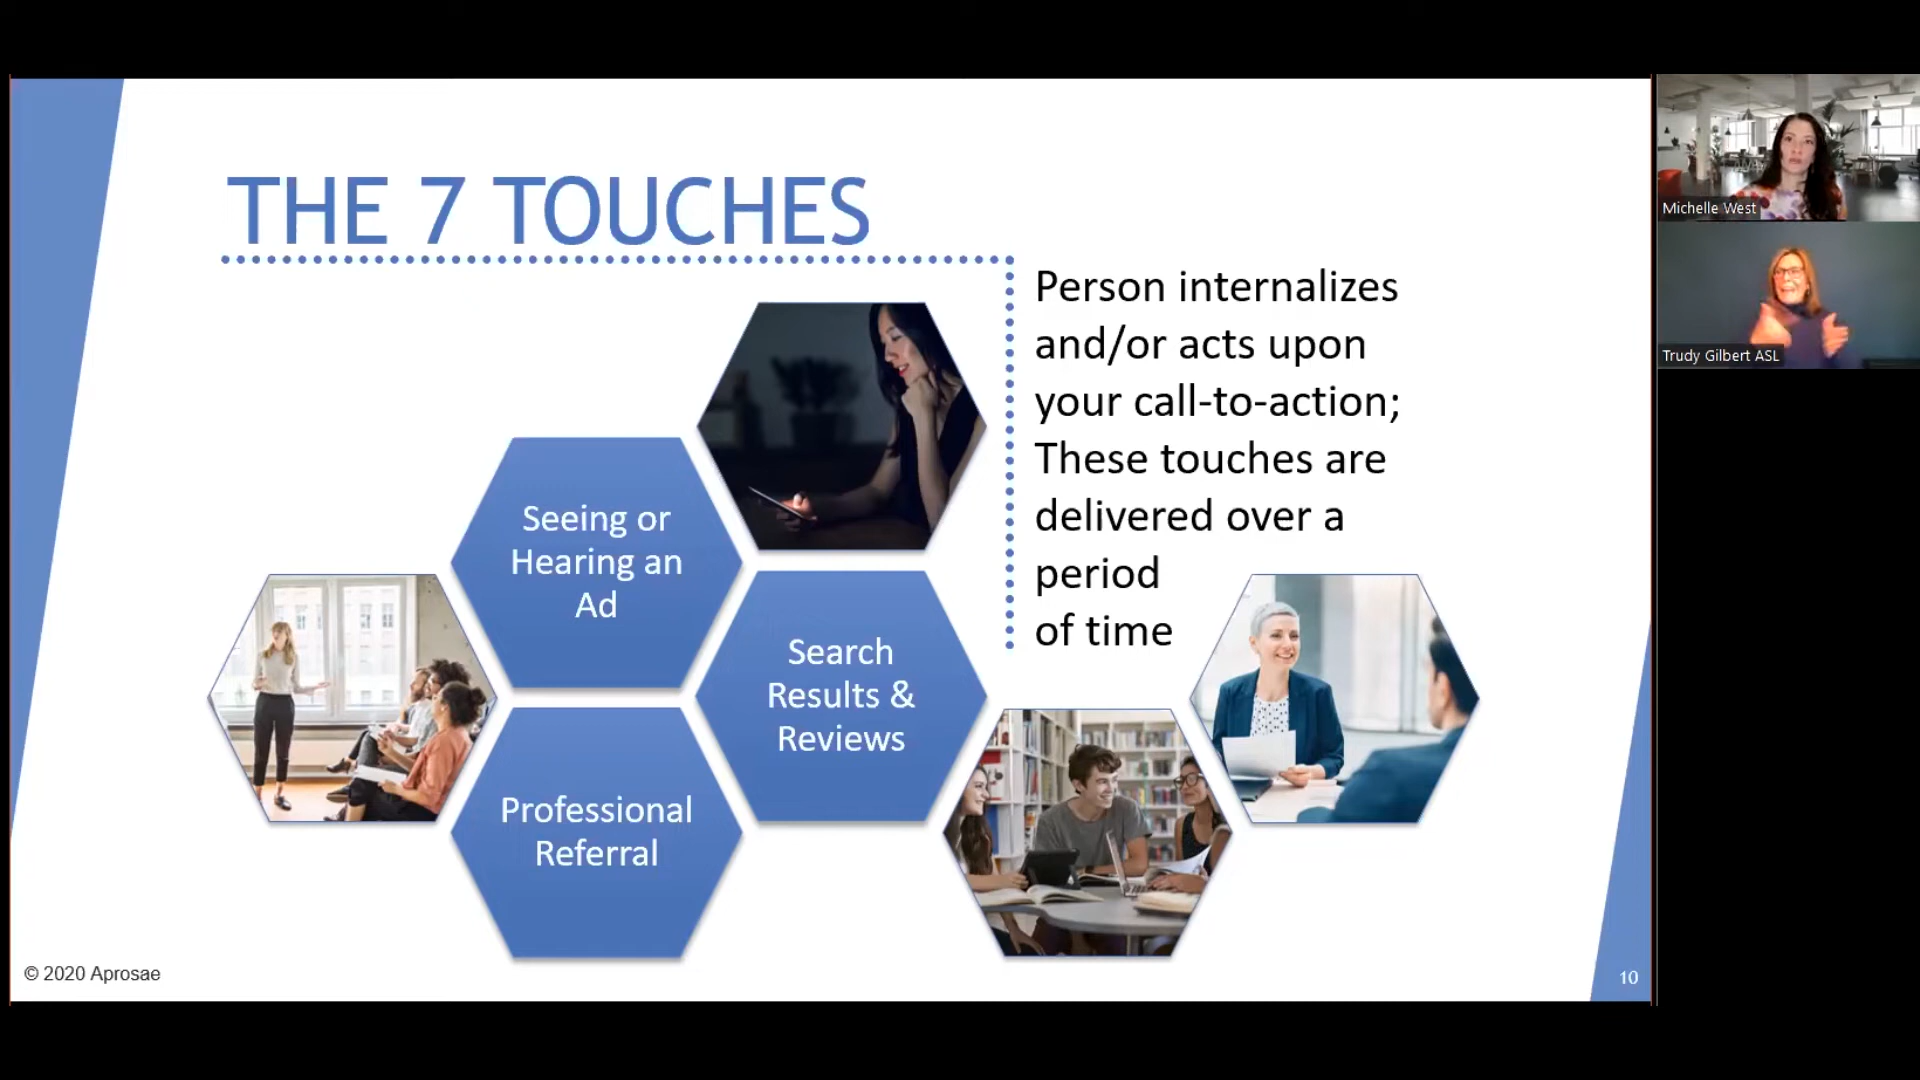 THE 7 TOUCHES
Person internalizes
and/or acts upon
your call-to-action;
These touches are
delivered over a
period
of time
Seeing or
Hearing an
Ad
Search
Results &
Reviews
Professional
Referral
© 2020 Aprosae
10
Michelle West
Trudy Gilbert ASL